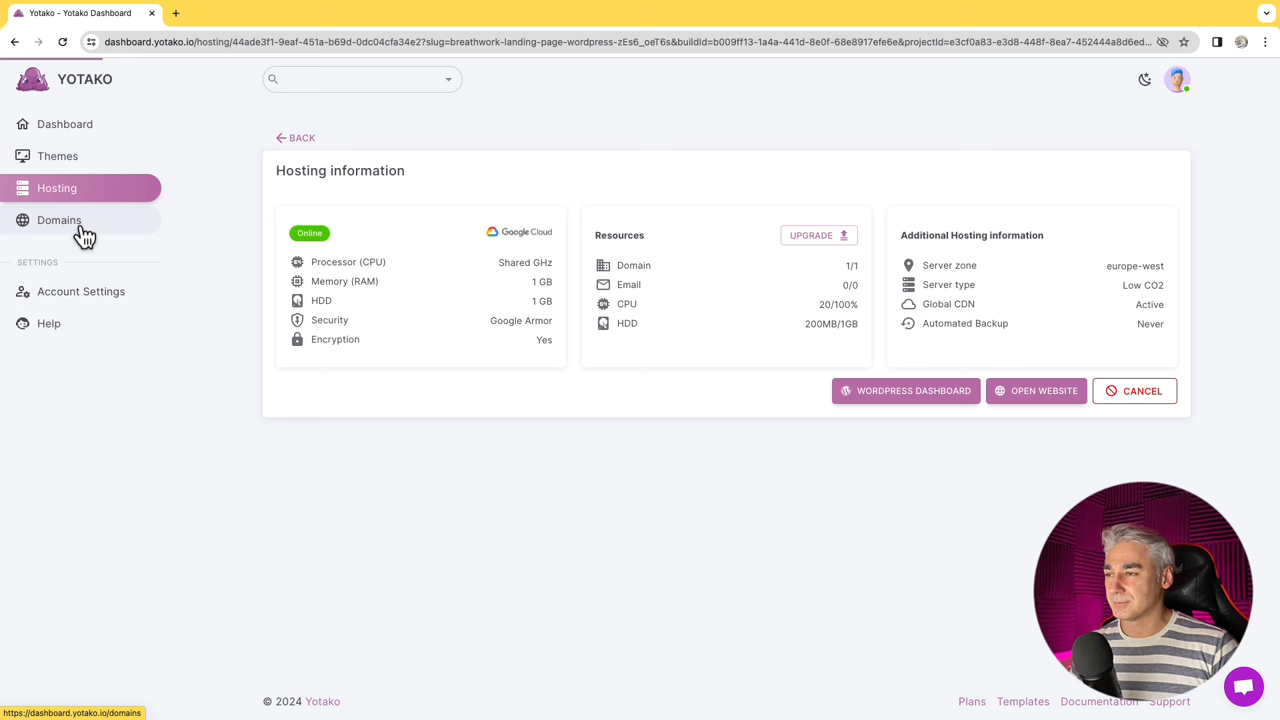 Yotako - Yotako Dashboard
dashboard.yotako.io/hosting/44ade3f1-9eaf-451a-b69d-0dc04cfa34e2?slug=breathwork-landing-page-wordpress-zEs6_oeT6s&buildId=b009ff13-1a4a-441d-8e0f-68e8917efe6e&projectId=e3cf0a83-e3d8-448f-8ea7-452444a8d6ed...
YOTAKO
Dashboard
Themes
Hosting
Domains
SETTINGS
Account Settings
Help
BACK
Hosting information
Online
Google Cloud
Processor (CPU) Shared GHz
Memory (RAM) 1 GB
HDD 1 GB
Security Google Armor
Encryption Yes
Resources UPGRADE
Domain 1/1
Email 0/0
CPU 20/100%
HDD 200MB/1GB
Additional Hosting information
Server zone europe-west
Server type Low CO2
Global CDN Active
Automated Backup Never
WORDPRESS DASHBOARD OPEN WEBSITE CANCEL
© 2024 Yotako
Plans Templates Documentation Support
https://dashboard.yotako.io/domains